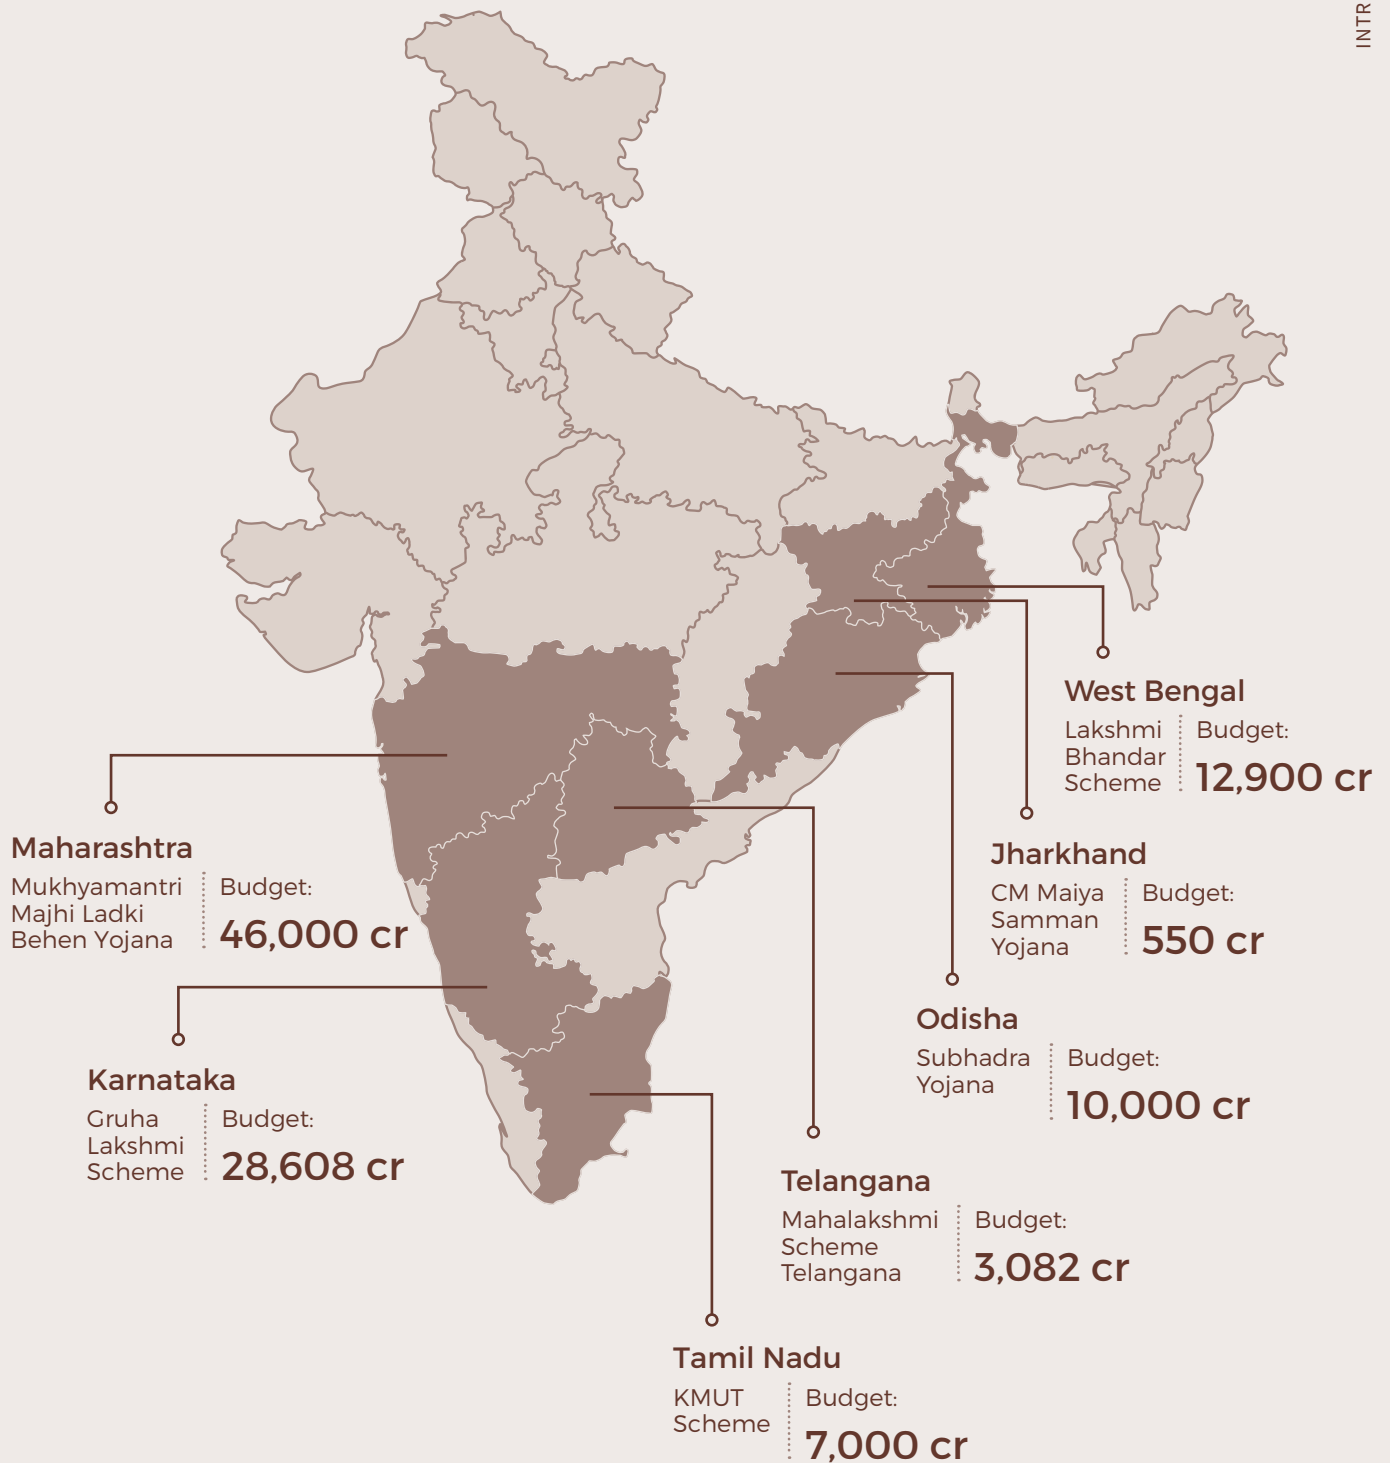 INTR
West Bengal
Lakshmi
Bhandar
Scheme
Budget:
12,900 cr
Maharashtra
Mukhyamantri
Majhi Ladki
Behen Yojana
Budget:
46,000 cr
Jharkhand
CM Maiya
Samman
Yojana
Budget:
550 cr
Odisha
Subhadra
Yojana
Budget:
10,000 cr
Karnataka
Gruha
Lakshmi
Scheme
Budget:
28,608 cr
Telangana
Mahalakshmi
Scheme
Telangana
Budget:
3,082 cr
Tamil Nadu
KMUT
Scheme
Budget:
7,000 cr